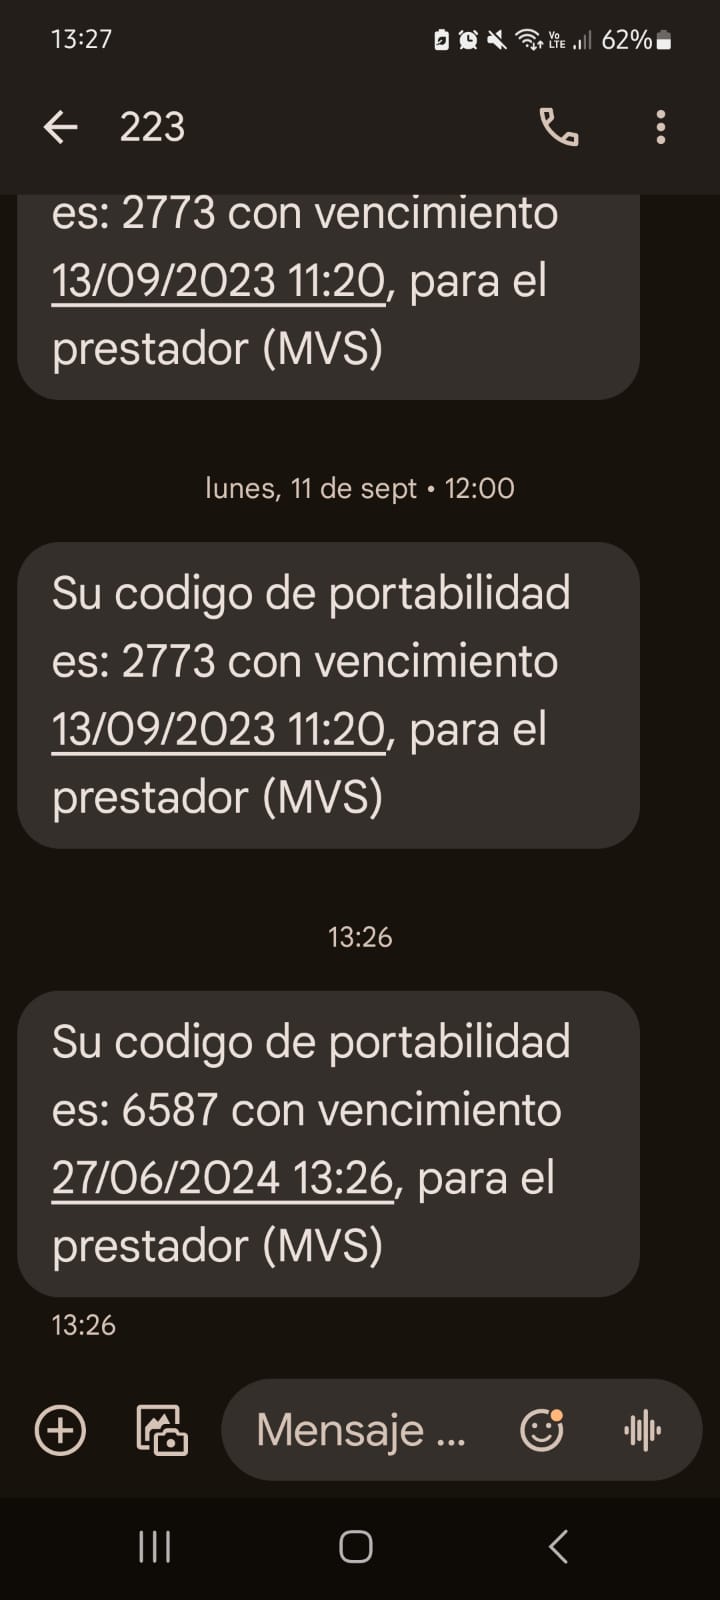 13:27
Vo LTE 62%
223
es: 2773 con vencimiento
13/09/2023 11:20, para el
prestador (MVS)
lunes, 11 de sept • 12:00
Su codigo de portabilidad
es: 2773 con vencimiento
13/09/2023 11:20, para el
prestador (MVS)
13:26
Su codigo de portabilidad
es: 6587 con vencimiento
27/06/2024 13:26, para el
prestador (MVS)
13:26
Mensaje ...